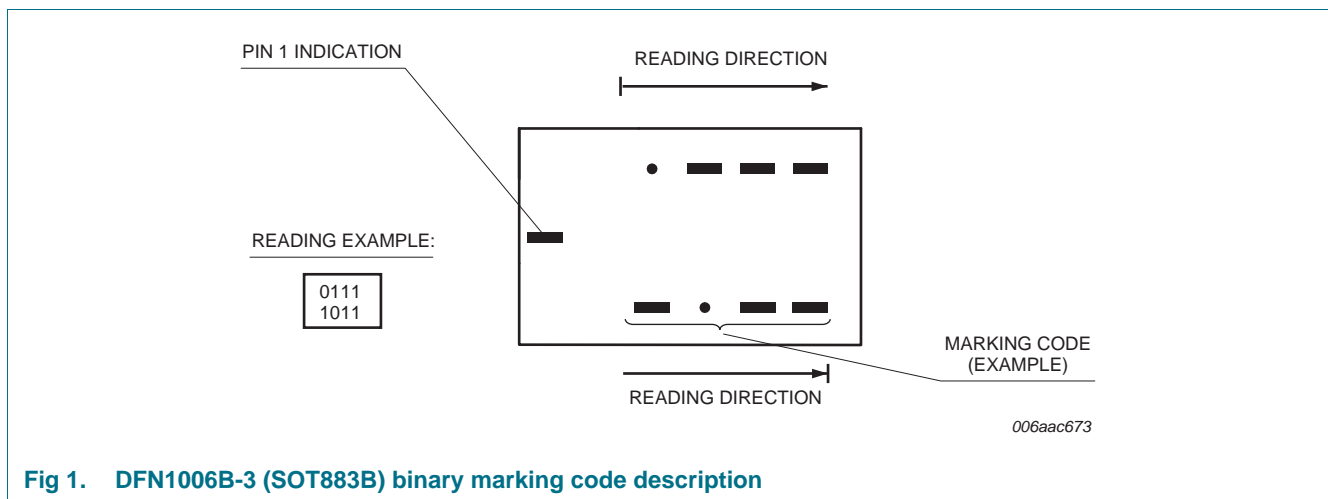 PIN 1 INDICATION
READING DIRECTION
READING EXAMPLE:
0111
1011
MARKING CODE
(EXAMPLE)
READING DIRECTION
006aac673
Fig 1. DFN1006B-3 (SOT883B) binary marking code description